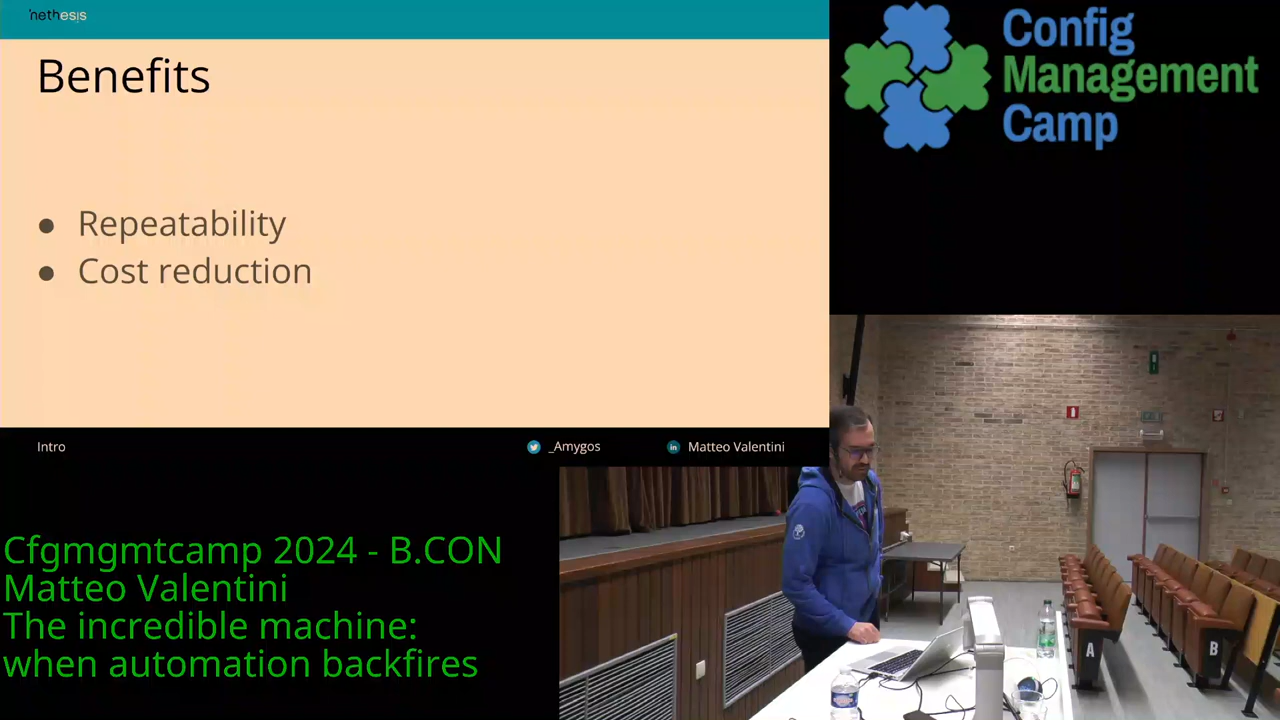 nethesis
Benefits
Repeatability
Cost reduction
Intro
_Amygos
in
Matteo Valentini
Config
Management
Camp
Cfgmgmtcamp 2024 - B.CON
Matteo Valentini
The incredible machine:
when automation backfires
A
B